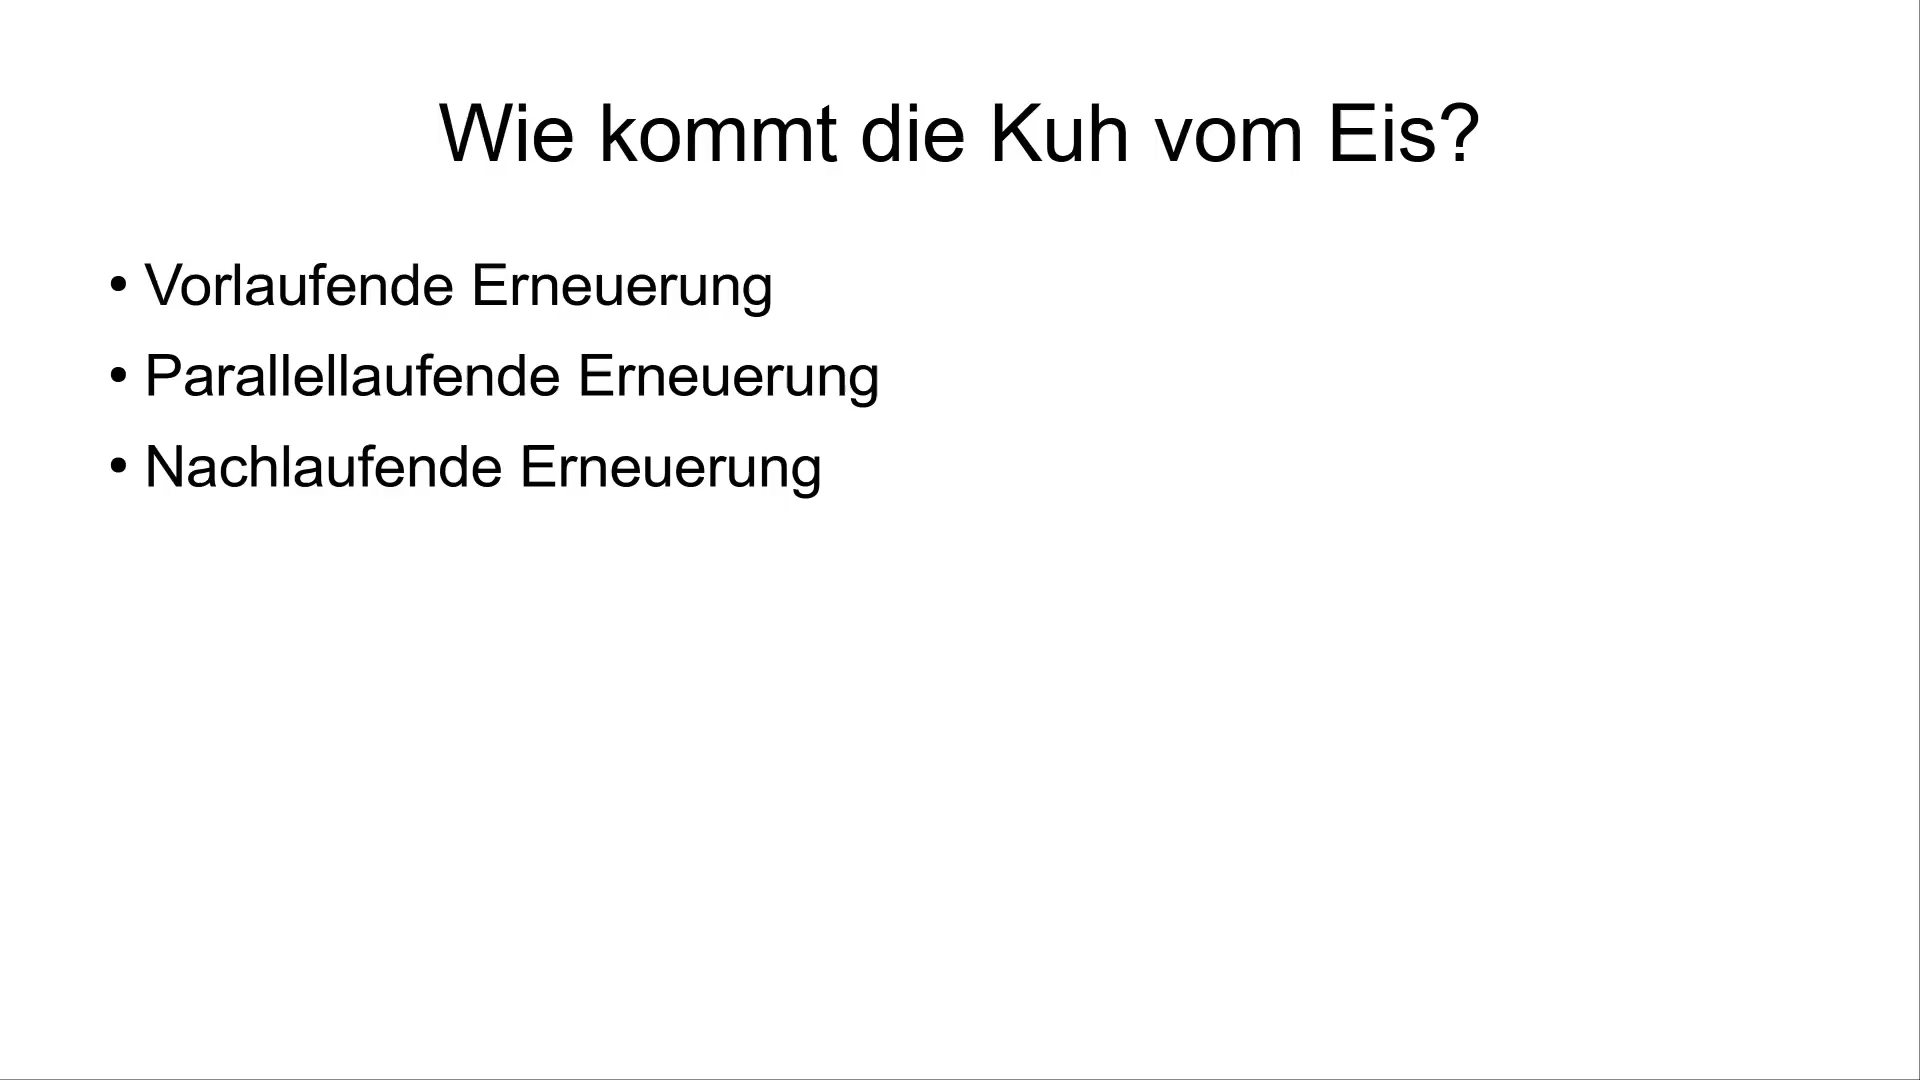 Wie kommt die Kuh vom Eis?
• Vorlaufende Erneuerung
• Parallellaufende Erneuerung
• Nachlaufende Erneuerung